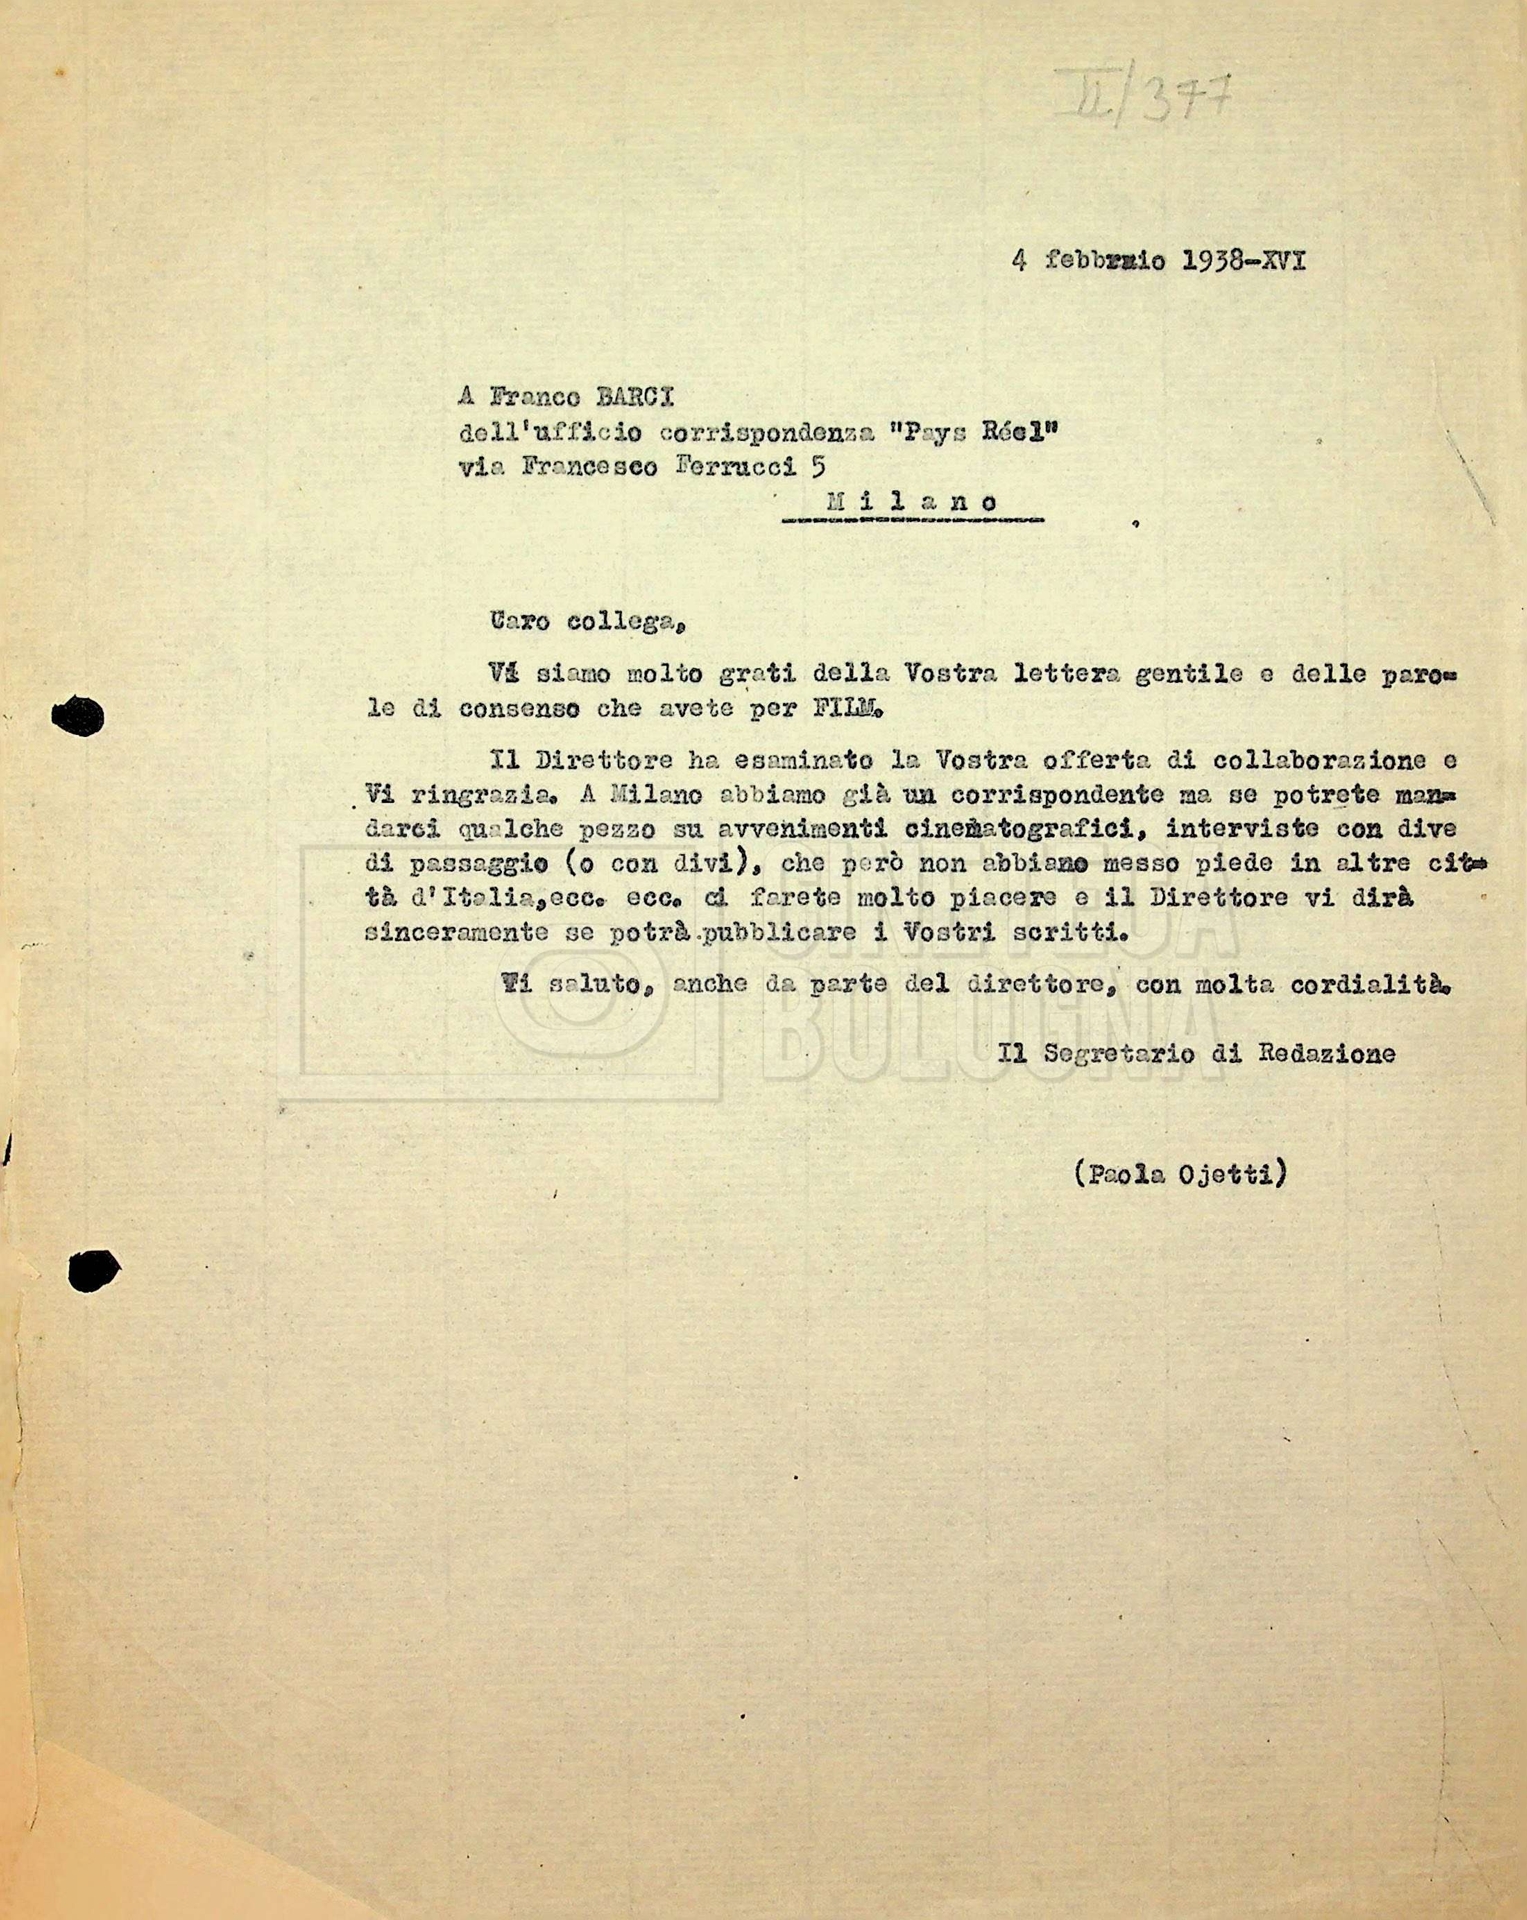 II/377
4 febbraio 1938-XVI
A Franco BARCI
dell'ufficio corrispondenza "Pays Réel"
via Francesco Ferrucci 5
Milano
Caro collega,
Vi siamo molto grati della Vostra lettera gentile e delle paro=
le di consenso che avete per FILM.
Il Direttore ha esaminato la Vostra offerta di collaborazione e
Vi ringrazia. A Milano abbiamo già un corrispondente ma se potrete man=
darci qualche pezzo su avvenimenti cinematografici, interviste con dive
di passaggio (o con divi), che però non abbiano messo piede in altre cit=
tà d'Italia,ecc. ecc. ci farete molto piacere e il Direttore vi dirà
sinceramente se potrà pubblicare i Vostri scritti.
Vi saluto, anche da parte del direttore, con molta cordialità.
Il Segretario di Redazione
(Paola Ojetti)
CINETECA
BOLOGNA